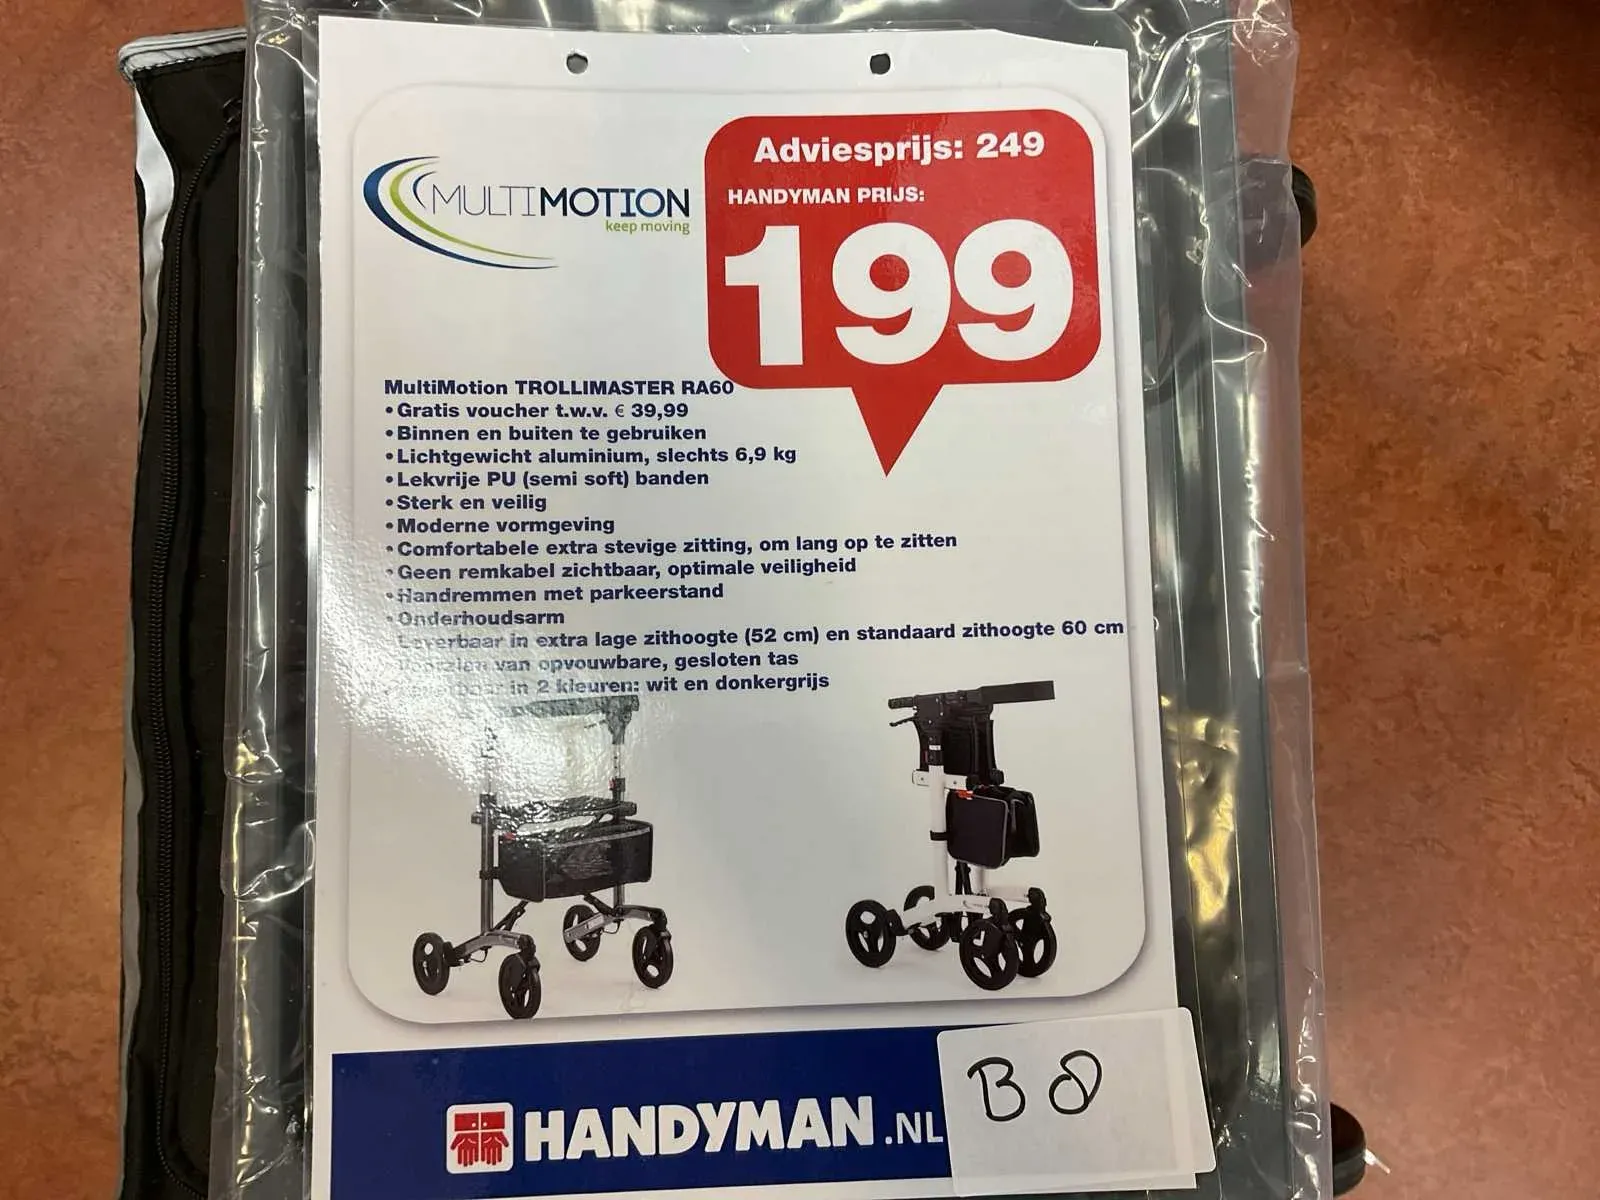 MULTIMOTION
keep moving
Adviesprijs: 249
HANDYMAN PRIJS:
199
MultiMotion TROLLIMASTER RA60
• Gratis voucher t.w.v. € 39,99
• Binnen en buiten te gebruiken
• Lichtgewicht aluminium, slechts 6,9 kg
• Lekvrije PU (semi soft) banden
• Sterk en veilig
• Moderne vormgeving
• Comfortabele extra stevige zitting, om lang op te zitten
• Geen remkabel zichtbaar, optimale veiligheid
• Handremmen met parkeerstand
• Onderhoudsarm
Leverbaar in extra lage zithoogte (52 cm) en standaard zithoogte 60 cm
Voorzien van opvouwbare, gesloten tas
Leverbaar in 2 kleuren: wit en donkergrijs
HANDYMAN.NL
B